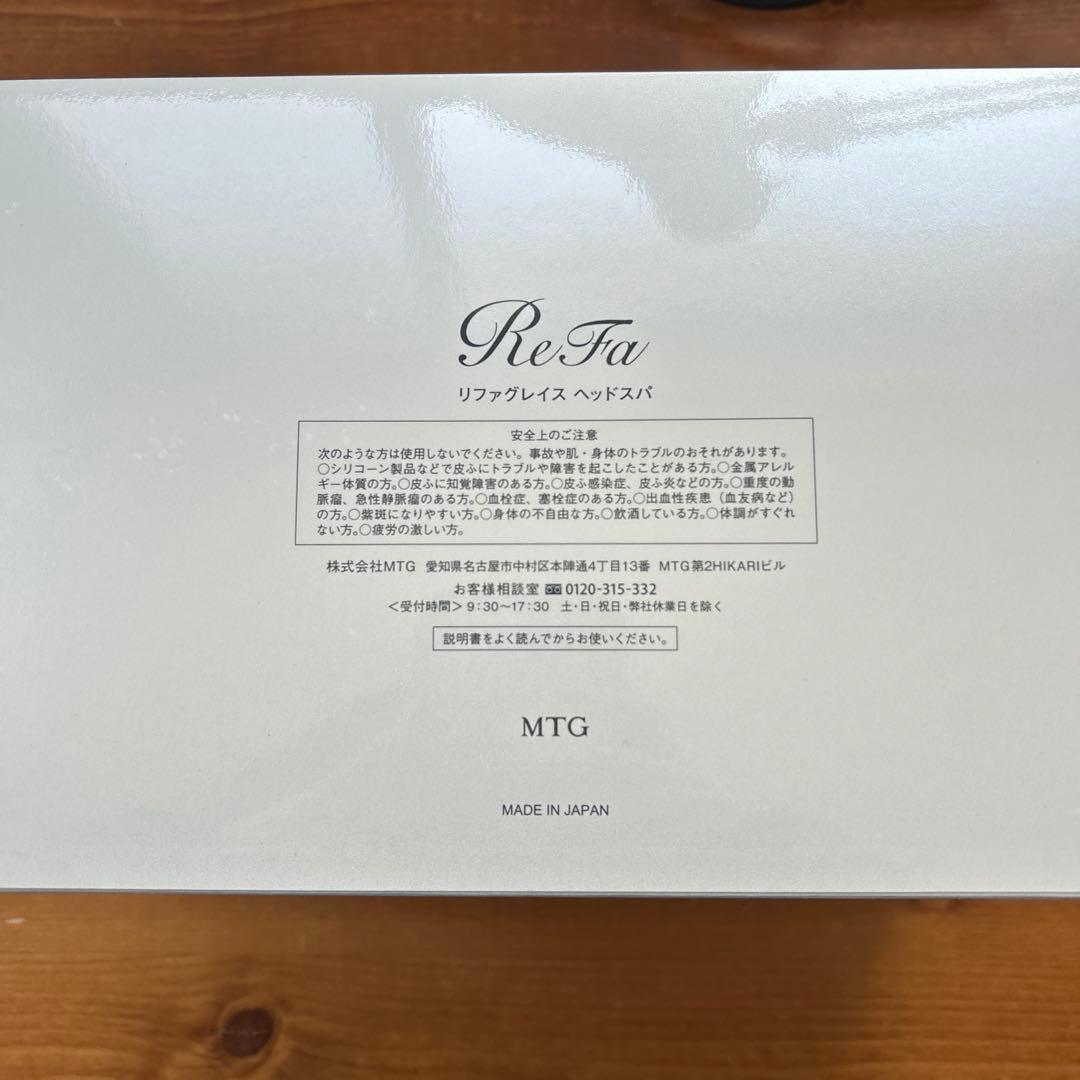 ReFa
リファグレイス ヘッドスパ
安全上のご注意
次のような方は使用しないでください。事故や肌・身体のトラブルのおそれがあります。
○シリコーン製品などで皮ふにトラブルや障害を起こしたことがある方。○金属アレル
ギー体質の方。○皮ふに知覚障害のある方。○皮ふ感染症、皮ふ炎などの方。○重度の動
脈瘤、急性静脈瘤のある方。○血栓症、塞栓症のある方。○出血性疾患（血友病など）
の方。○紫斑になりやすい方。○身体の不自由な方。○飲酒している方。○体調がすぐれ
ない方。○疲労の激しい方。
株式会社MTG 愛知県名古屋市中村区本陣通4丁目13番 MTG第2HIKARIビル
お客様相談室 0120-315-332
＜受付時間＞9:30〜17:30 土・日・祝日・弊社休業日を除く
説明書をよく読んでからお使いください。
MTG
MADE IN JAPAN